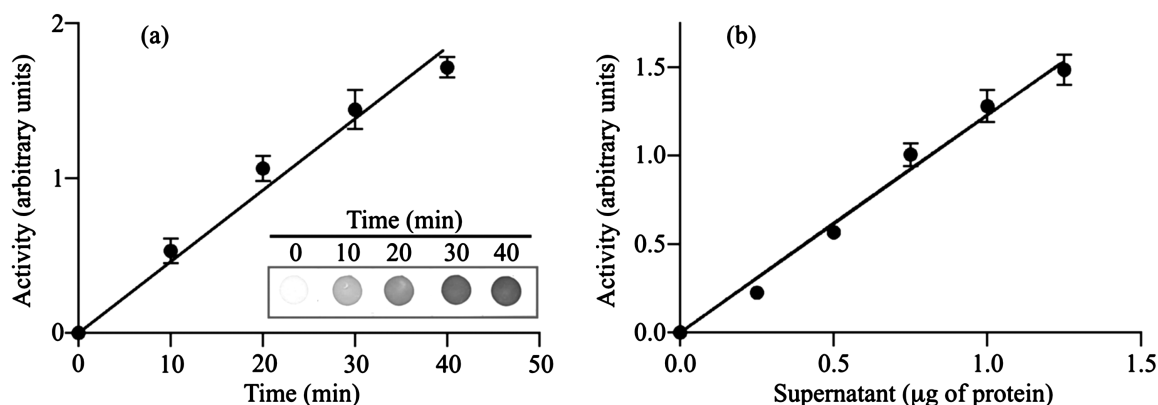 (a)
Activity (arbitrary units)
2
1
0
Time (min)
0 10 20 30 40
0 10 20 30 40 50
Time (min)
(b)
Activity (arbitrary units)
1.5
1.0
0.5
0.0
0.0 0.5 1.0 1.5
Supernatant (μg of protein)